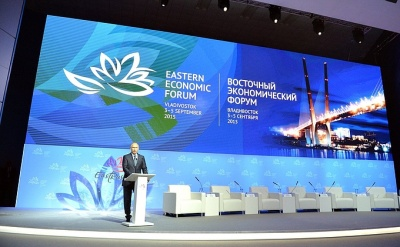 EASTERN
ECONOMIC
FORUM
VLADIVOSTOK
3–5 SEPTEMBER
2015
ВОСТОЧНЫЙ
ЭКОНОМИЧЕСКИЙ
ФОРУМ
ВЛАДИВОСТОК
3–5 СЕНТЯБРЯ
2015